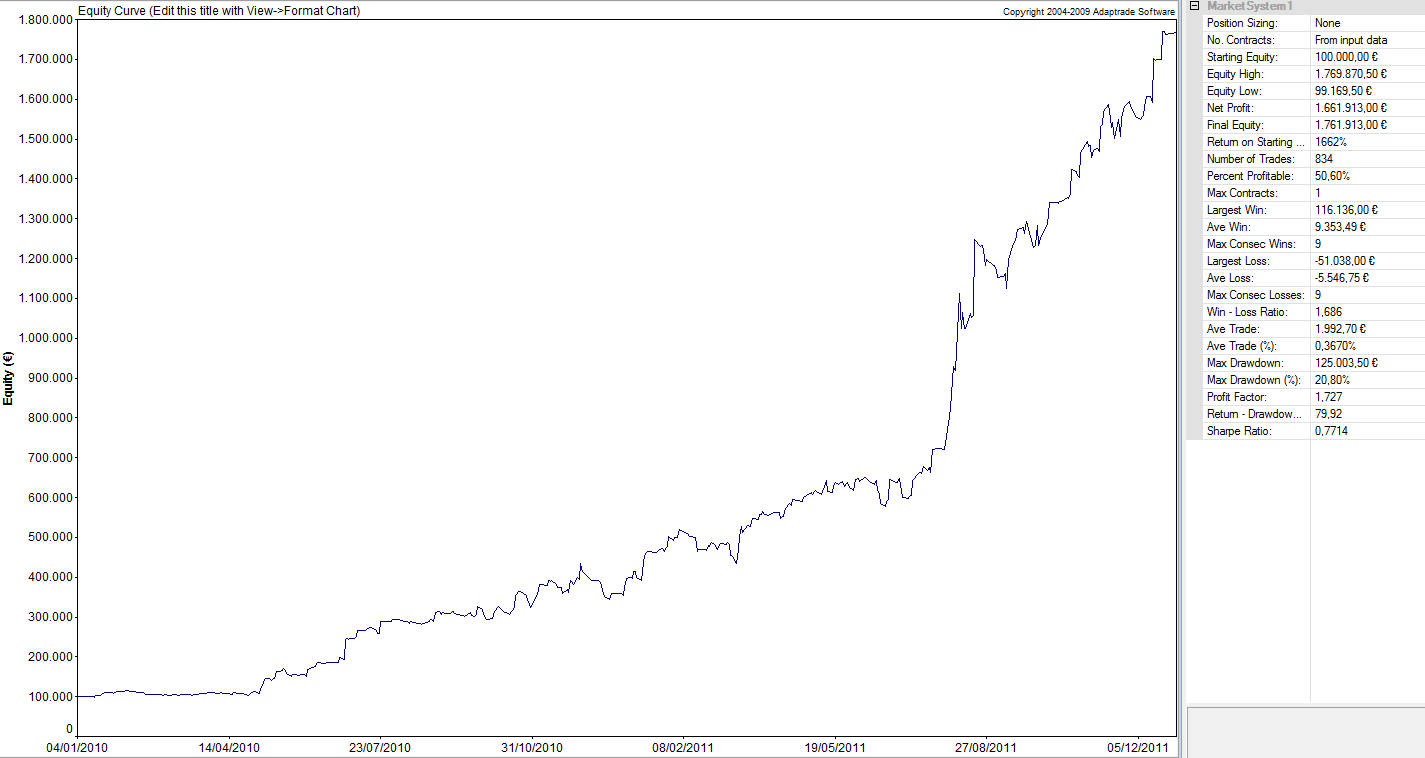 Equity Curve (Edit this title with View->Format Chart)
Copyright 2004-2009 Adaptrade Software
1.800.000
1.700.000
1.600.000
1.500.000
1.400.000
1.300.000
1.200.000
1.100.000
1.000.000
900.000
800.000
700.000
600.000
500.000
400.000
300.000
200.000
100.000
0
Equity (€)
04/01/2010
14/04/2010
23/07/2010
31/10/2010
08/02/2011
19/05/2011
27/08/2011
05/12/2011
MarketSystem1
Position Sizing: None
No. Contracts: From input data
Starting Equity: 100.000,00 €
Equity High: 1.769.870,50 €
Equity Low: 99.169,50 €
Net Profit: 1.661.913,00 €
Final Equity: 1.761.913,00 €
Return on Starting ... 1662%
Number of Trades: 834
Percent Profitable: 50,60%
Max Contracts: 1
Largest Win: 116.136,00 €
Ave Win: 9.353,49 €
Max Consec Wins: 9
Largest Loss: -51.038,00 €
Ave Loss: -5.546,75 €
Max Consec Losses: 9
Win - Loss Ratio: 1,686
Ave Trade: 1.992,70 €
Ave Trade (%): 0,3670%
Max Drawdown: 125.003,50 €
Max Drawdown (%): 20,80%
Profit Factor: 1,727
Return - Drawdow... 79,92
Sharpe Ratio: 0,7714